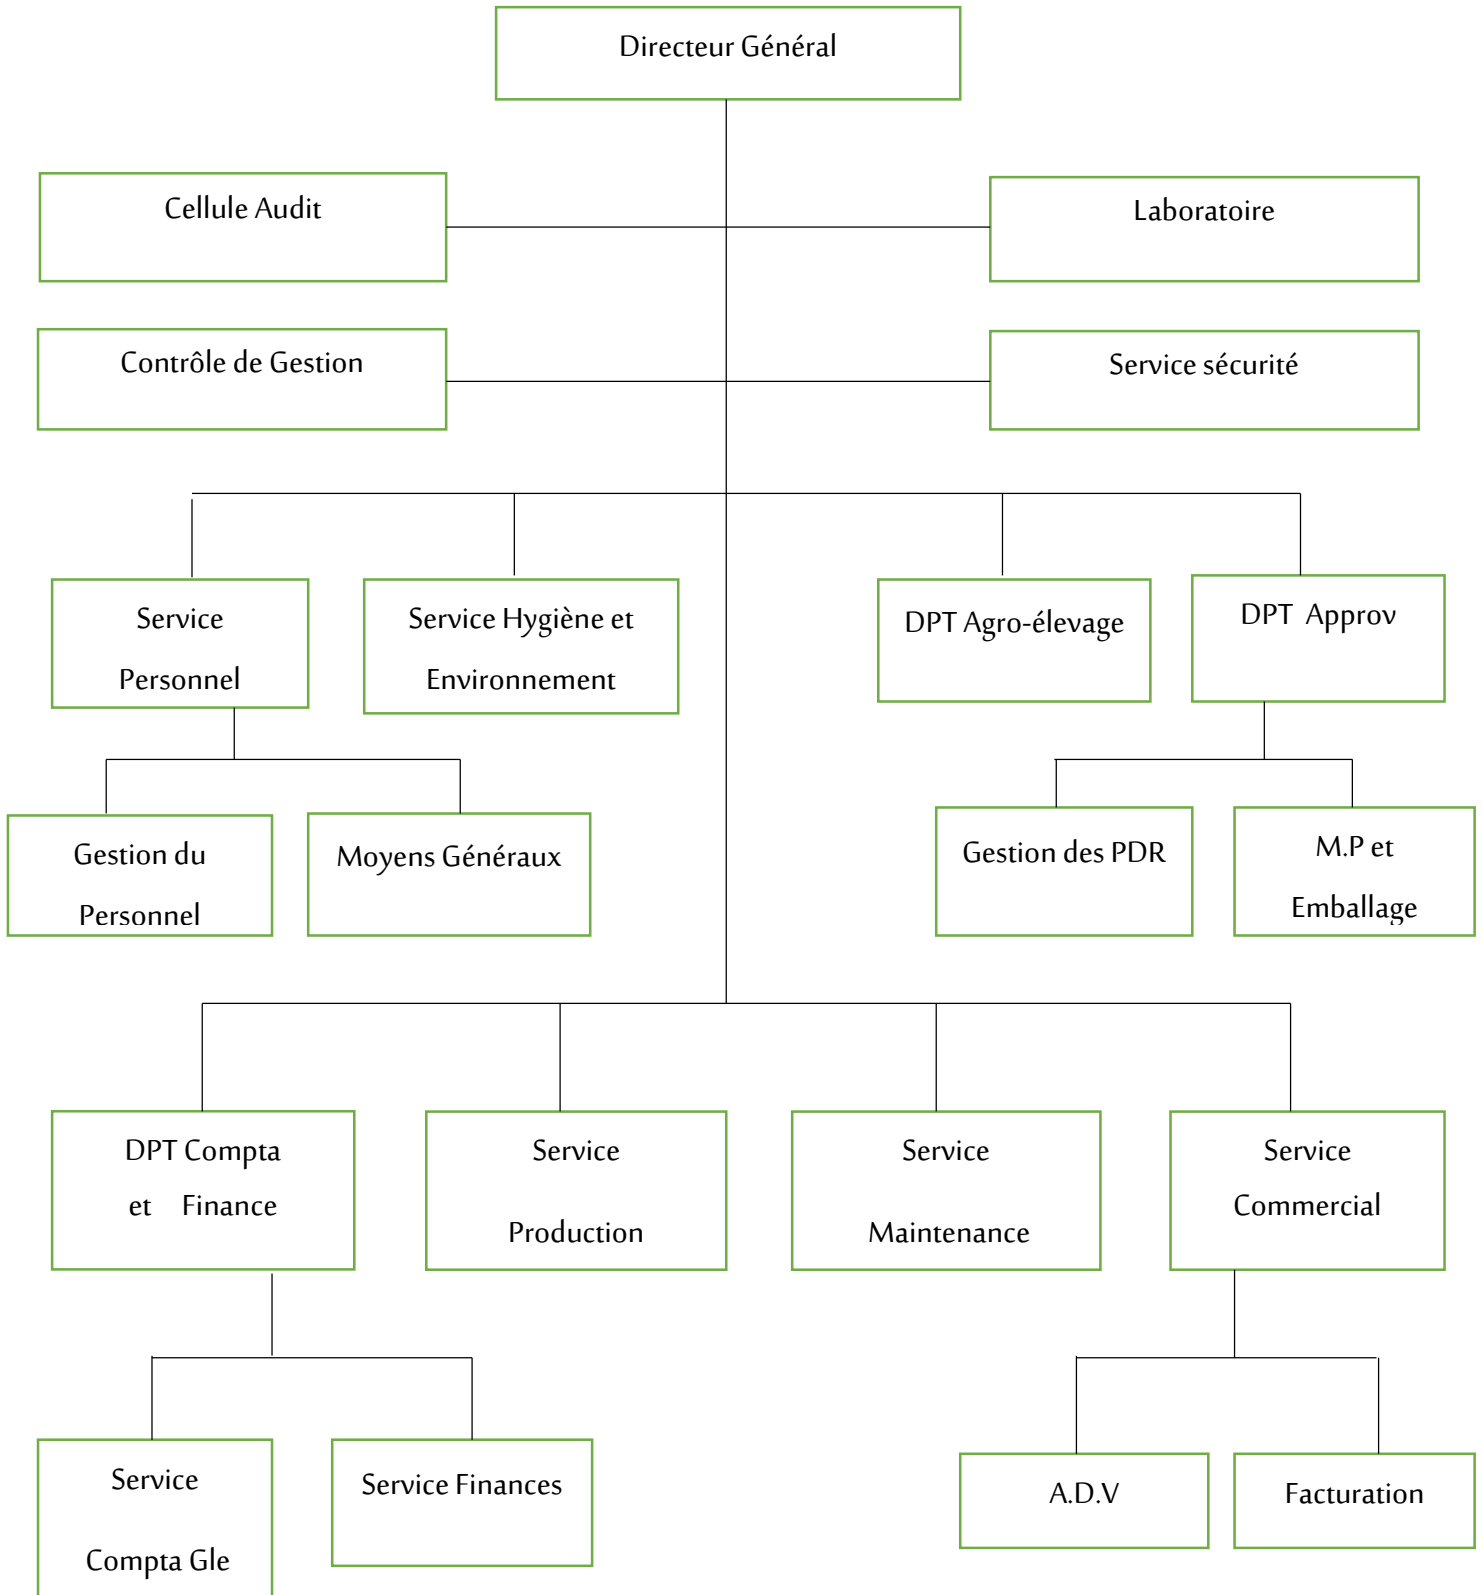 Directeur Général
Cellule Audit
Laboratoire
Contrôle de Gestion
Service sécurité
Service
Personnel
Service Hygiène et
Environnement
DPT Agro-élevage
DPT Approv
Gestion du
Personnel
Moyens Généraux
Gestion des PDR
M.P et
Emballage
DPT Compta
et Finance
Service
Production
Service
Maintenance
Service
Commercial
Service
Compta Gle
Service Finances
A.D.V
Facturation